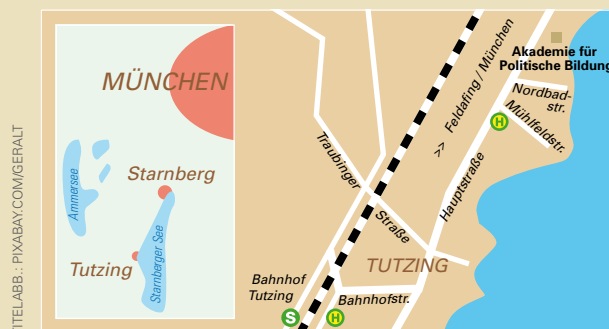 TITELABB.: PIXABAY.COM/GERALT
MÜNCHEN
Starnberg
Ammersee
Starnberger See
Tutzing
>> Feldafing / München
Akademie für
Politische Bildung
Nordbad-
str.
Mühlfeldstr.
H
Hauptstraße
Traubinger
Straße
TUTZING
Bahnhof
Tutzing
S
H
Bahnhofstr.